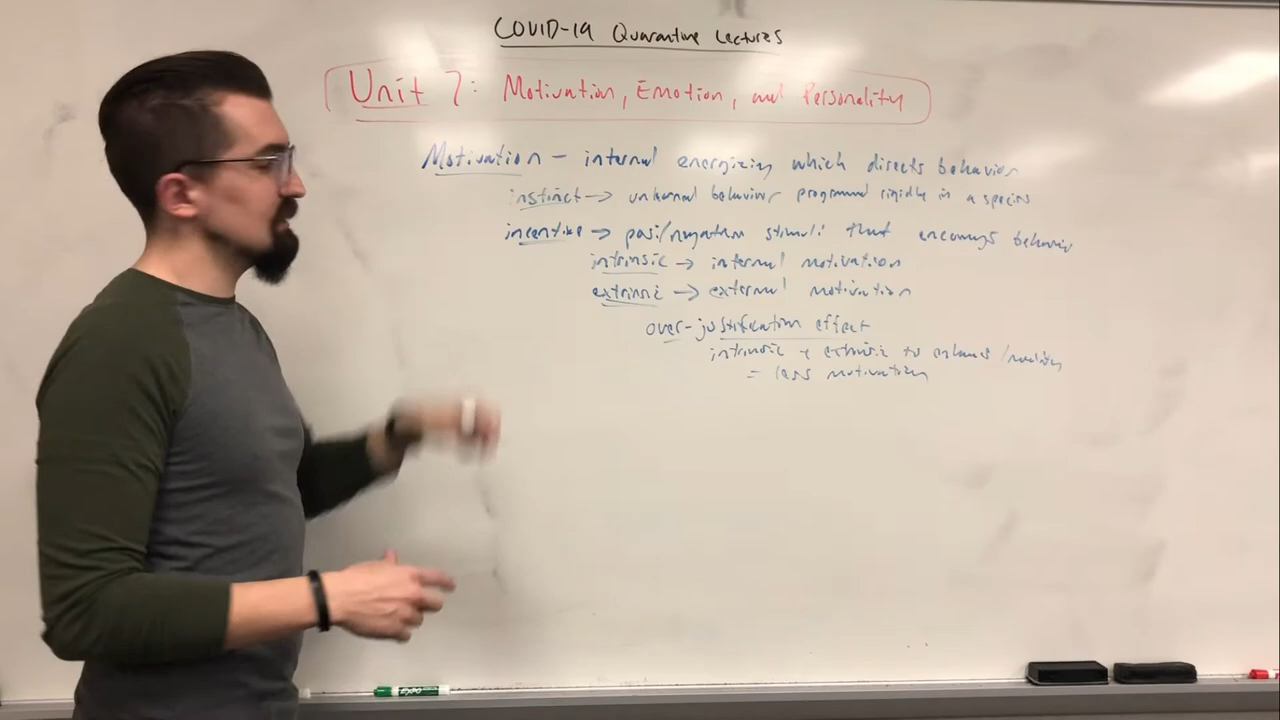 COVID-19 Quarantine Lectures
Unit 7: Motivation, Emotion, and Personality
Motivation - internal energizing which directs behavior
instinct → unlearned behavior programmed rigidly in a species
incentive → posi/negative stimuli that encourage behavior
intrinsic → internal motivation
extrinsic → external motivation
over-justification effect
intrinsic + extrinsic to enhance /
= less motivation
EXPO